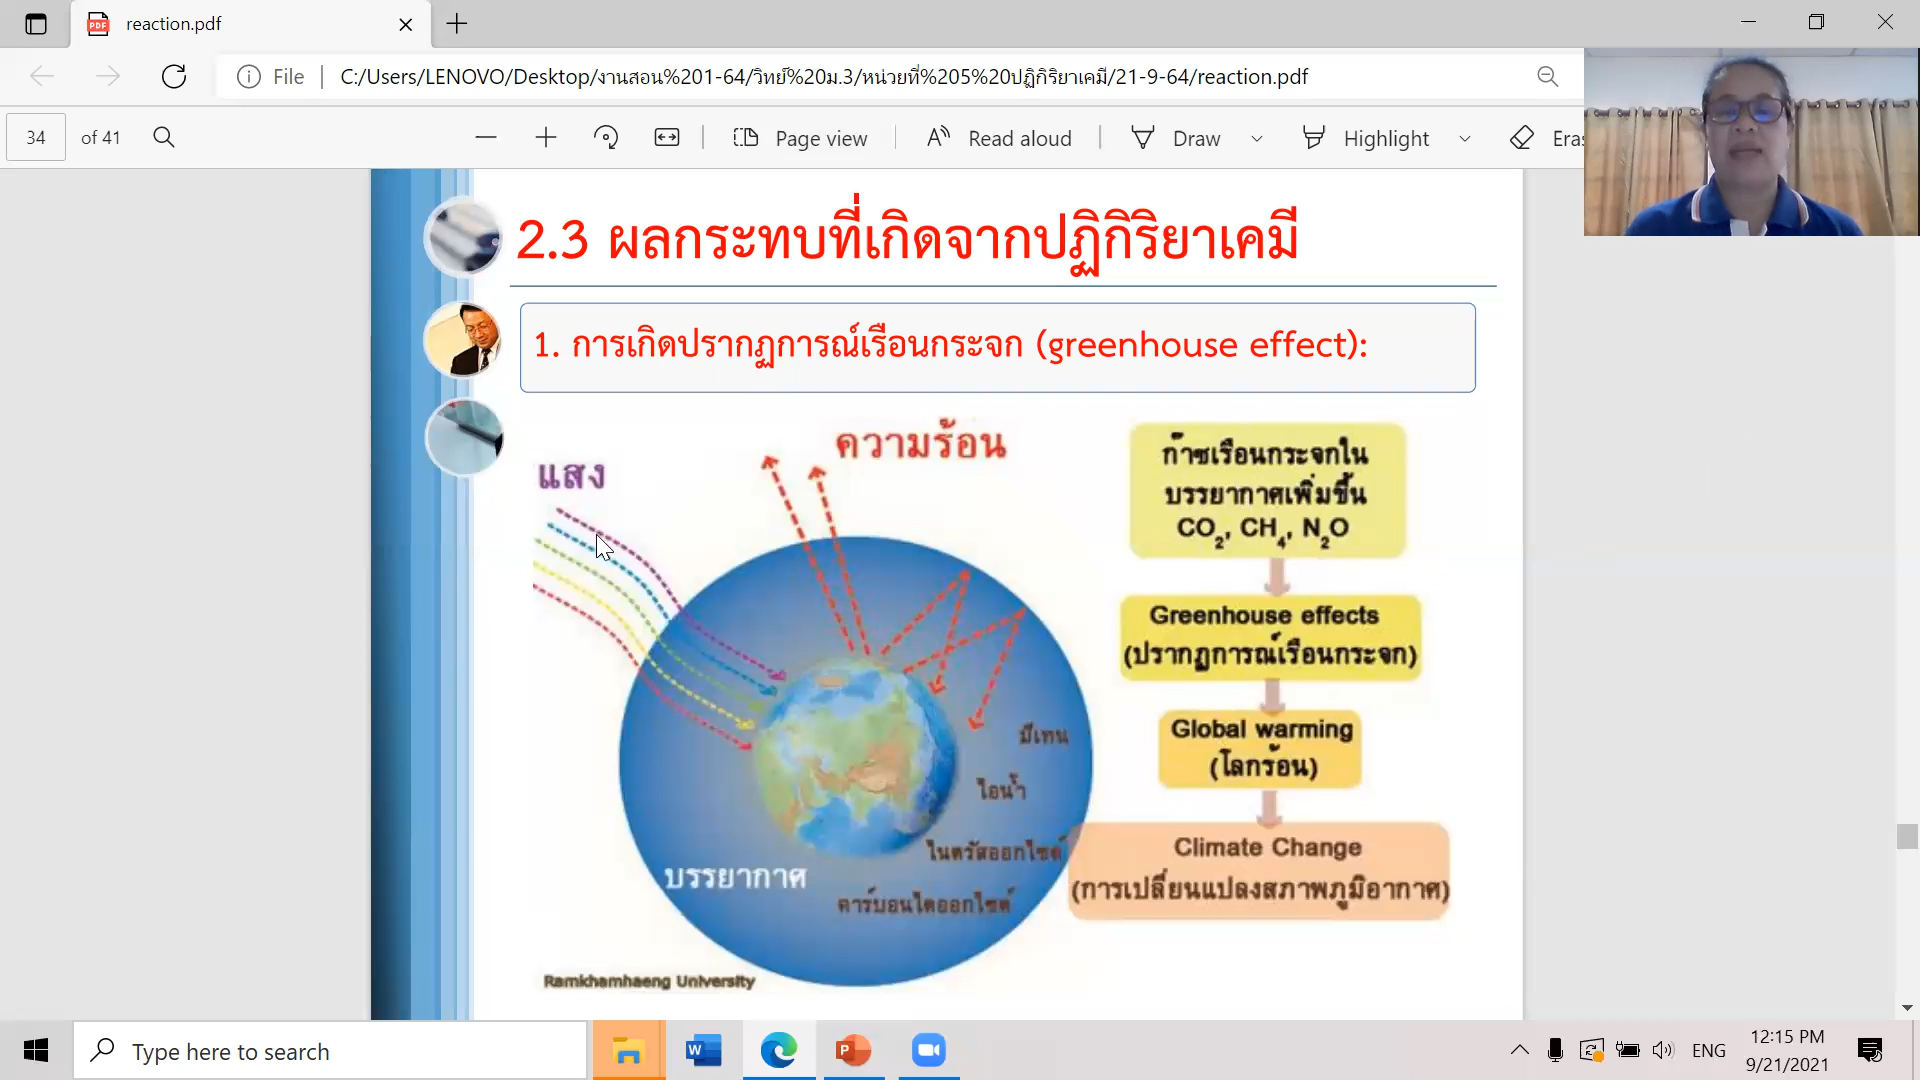 reaction.pdf
File
C:/Users/LENOVO/Desktop/งานสอน%201-64/วิทย์%20ม.3/หน่วยที่%205%20ปฏิกิริยาเคมี/21-9-64/reaction.pdf
34 of 41
Page view
Read aloud
Draw
Highlight
Eras
2.3 ผลกระทบที่เกิดจากปฏิกิริยาเคมี
1. การเกิดปรากฏการณ์เรือนกระจก (greenhouse effect):
ความร้อน
แสง
ก๊าซเรือนกระจกใน
บรรยากาศเพิ่มขึ้น
CO₂, CH₄, N₂O
Greenhouse effects
(ปรากฏการณ์เรือนกระจก)
Global warming
(โลกร้อน)
Climate Change
(การเปลี่ยนแปลงสภาพภูมิอากาศ)
มีเทน
ไอน้ำ
ไนตรัสออกไซด์
คาร์บอนไดออกไซด์
บรรยากาศ
Ramkhamhaeng University
Type here to search
ENG
12:15 PM
9/21/2021